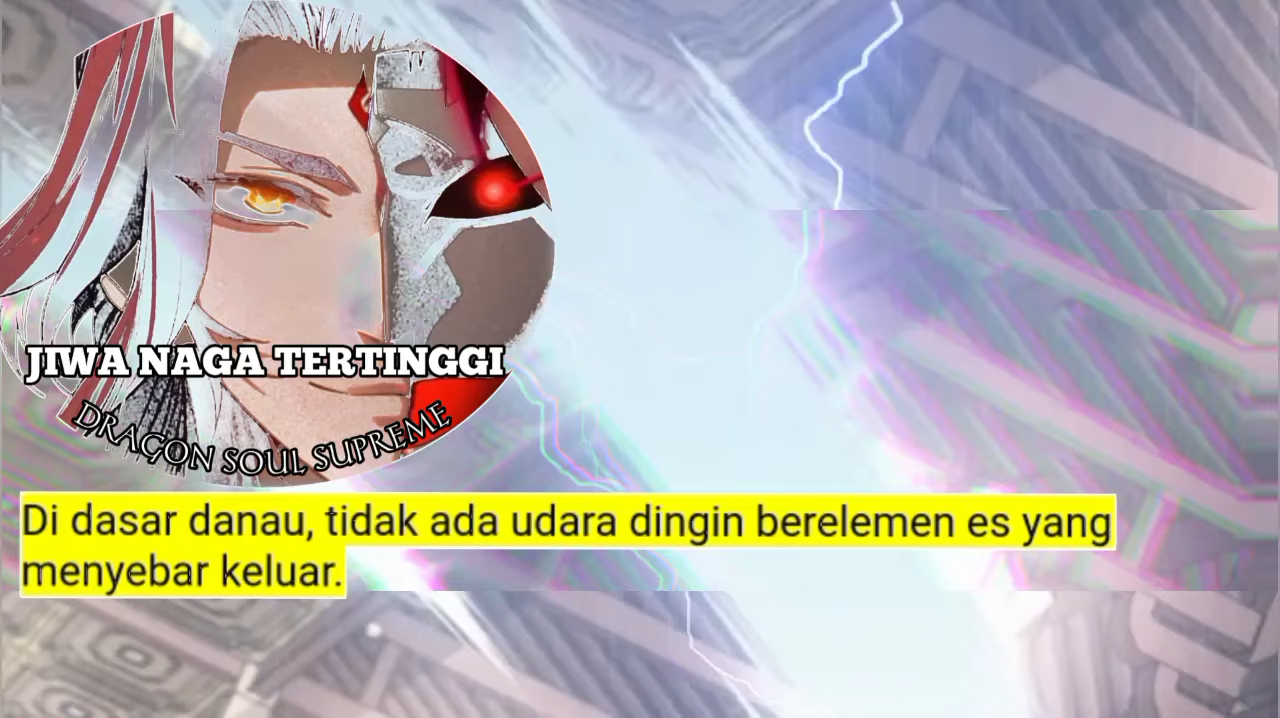 JIWA NAGA TERTINGGI
DRAGON SOUL SUPREME
Di dasar danau, tidak ada udara dingin berelemen es yang
menyebar keluar.